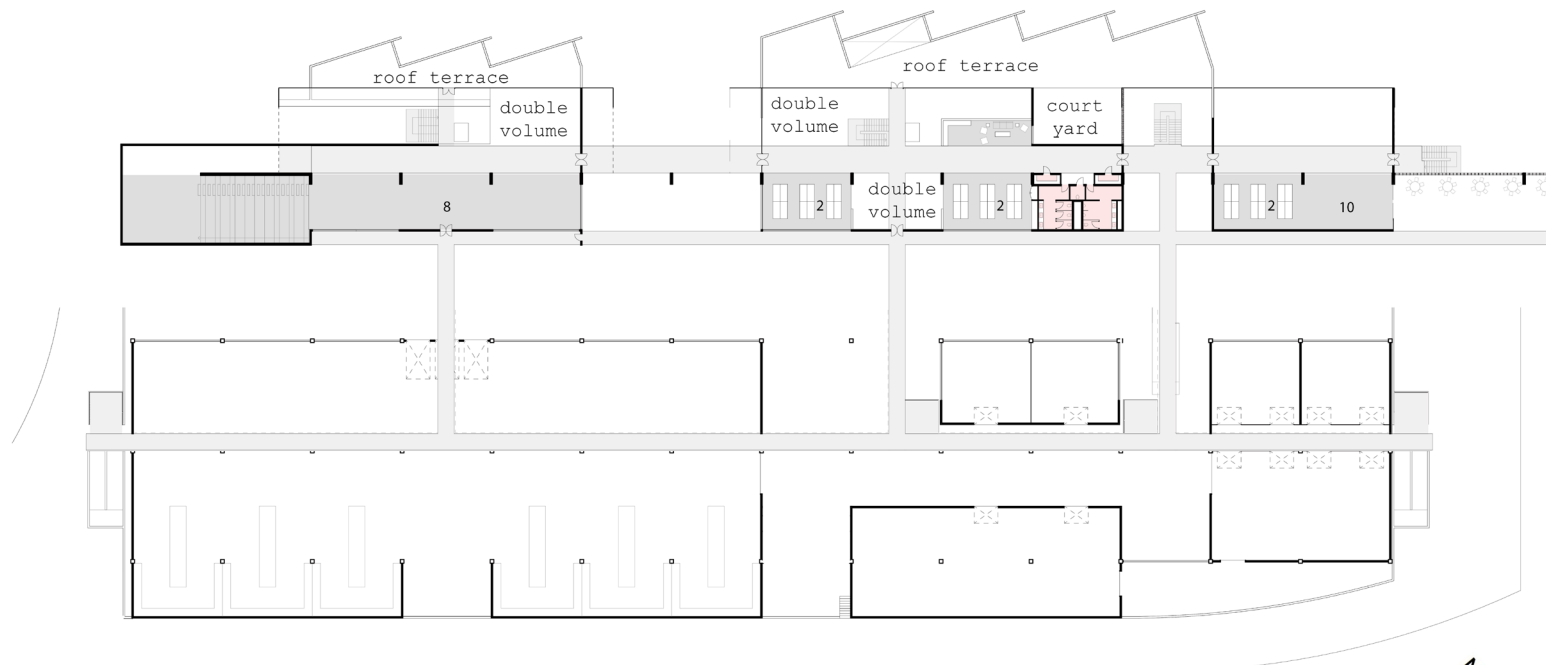 roof terrace
roof terrace
double
volume
double
volume
court
yard
8
2
double
volume
2
2
10